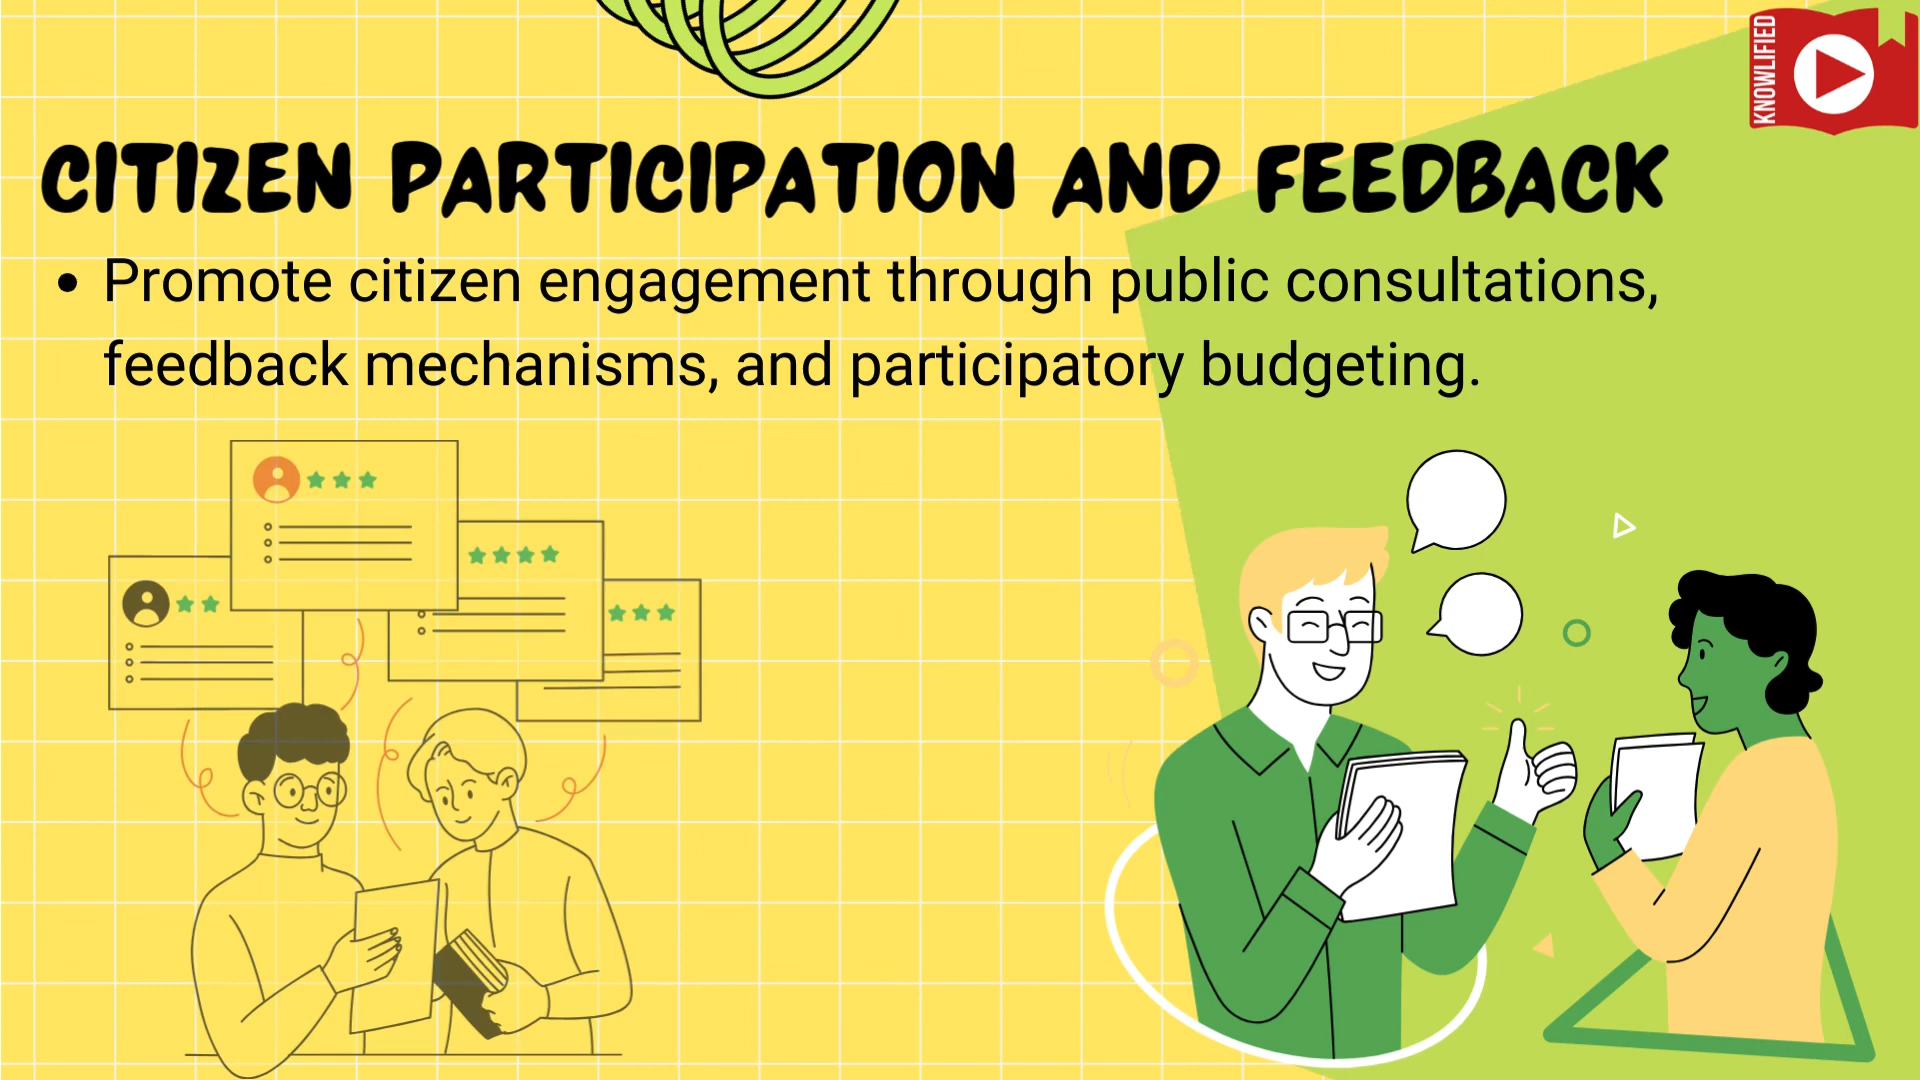 KNOWLIFIED
CITIZEN PARTICIPATION AND FEEDBACK
• Promote citizen engagement through public consultations,
feedback mechanisms, and participatory budgeting.